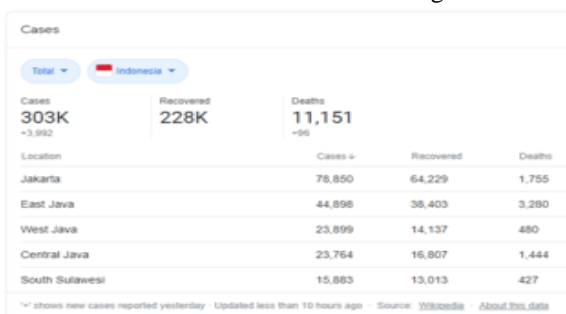 Cases
Total Indonesia
Cases Recovered Deaths
303K 228K 11,151
+3,992 +96
Location Cases Recovered Deaths
Jakarta 78,850 64,229 1,755
East Java 44,898 38,403 3,280
West Java 23,899 14,137 480
Central Java 23,764 16,807 1,444
South Sulawesi 15,883 13,013 427
'+' shows new cases reported yesterday · Updated less than 10 hours ago · Source: Wikipedia · About this data